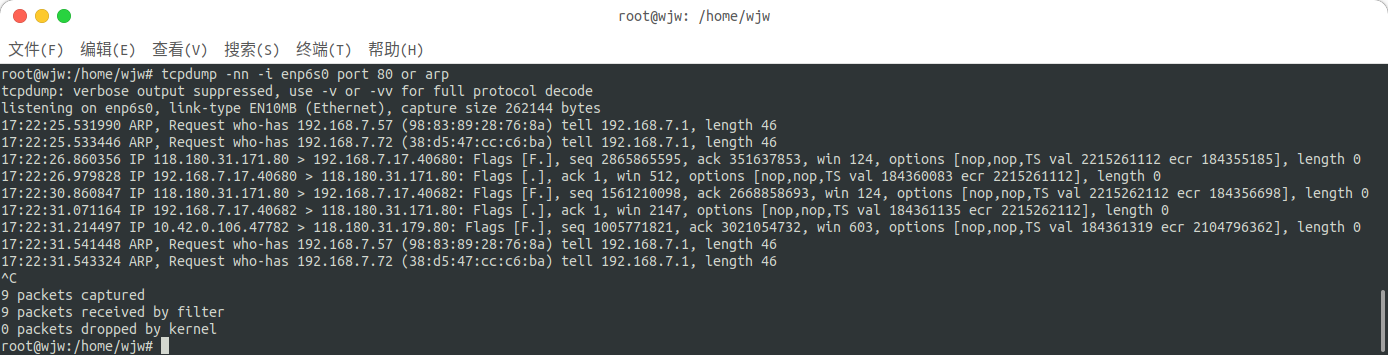 root@wjw: /home/wjw
文件(F) 编辑(E) 查看(V) 搜索(S) 终端(T) 帮助(H)
root@wjw:/home/wjw# tcpdump -nn -i enp6s0 port 80 or arp
tcpdump: verbose output suppressed, use -v or -vv for full protocol decode
listening on enp6s0, link-type EN10MB (Ethernet), capture size 262144 bytes
17:22:25.531990 ARP, Request who-has 192.168.7.57 (98:83:89:28:76:8a) tell 192.168.7.1, length 46
17:22:25.533446 ARP, Request who-has 192.168.7.72 (38:d5:47:cc:c6:ba) tell 192.168.7.1, length 46
17:22:26.860356 IP 118.180.31.171.80 > 192.168.7.17.40680: Flags [F.], seq 2865865595, ack 351637853, win 124, options [nop,nop,TS val 2215261112 ecr 184355185], length 0
17:22:26.979828 IP 192.168.7.17.40680 > 118.180.31.171.80: Flags [.], ack 1, win 512, options [nop,nop,TS val 184360083 ecr 2215261112], length 0
17:22:30.860847 IP 118.180.31.171.80 > 192.168.7.17.40682: Flags [F.], seq 1561210098, ack 2668858693, win 124, options [nop,nop,TS val 2215262112 ecr 184356698], length 0
17:22:31.071164 IP 192.168.7.17.40682 > 118.180.31.171.80: Flags [.], ack 1, win 2147, options [nop,nop,TS val 184361135 ecr 2215262112], length 0
17:22:31.214497 IP 10.42.0.106.47782 > 118.180.31.179.80: Flags [F.], seq 1005771821, ack 3021054732, win 603, options [nop,nop,TS val 184361319 ecr 2104796362], length 0
17:22:31.541448 ARP, Request who-has 192.168.7.57 (98:83:89:28:76:8a) tell 192.168.7.1, length 46
17:22:31.543324 ARP, Request who-has 192.168.7.72 (38:d5:47:cc:c6:ba) tell 192.168.7.1, length 46
^C
9 packets captured
9 packets received by filter
0 packets dropped by kernel
root@wjw:/home/wjw#